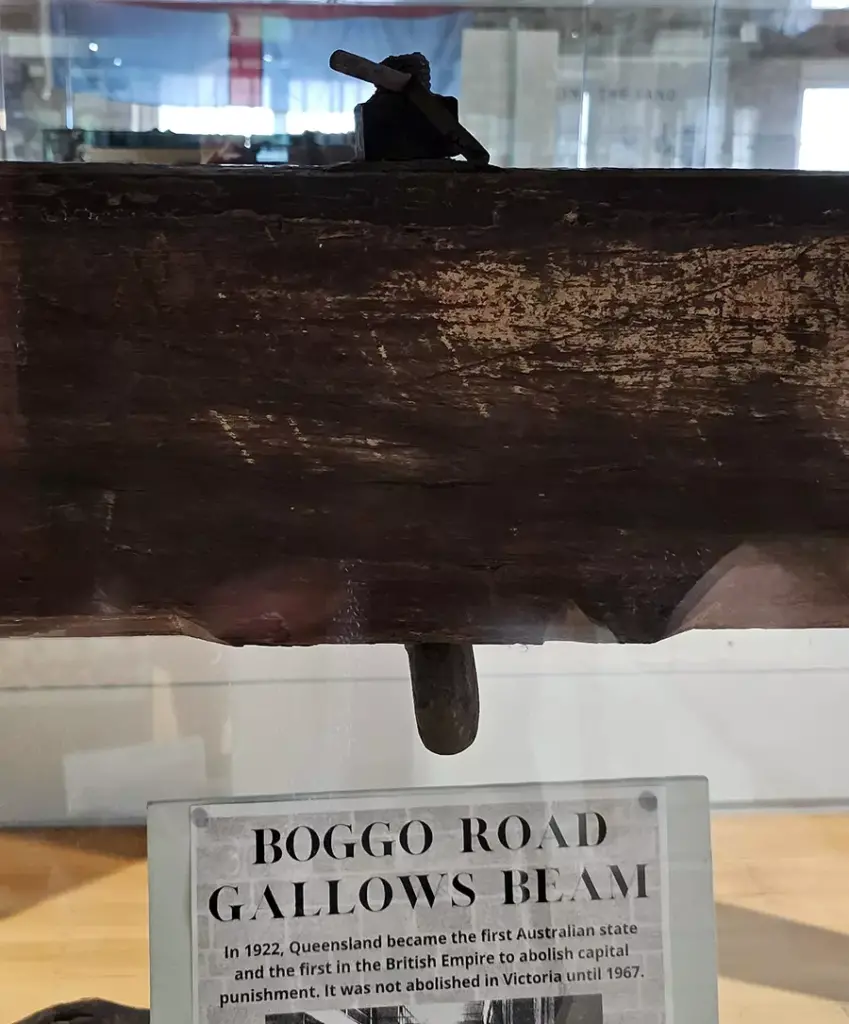 BOGGO ROAD
GALLOWS BEAM
In 1922, Queensland became the first Australian state
and the first in the British Empire to abolish capital
punishment. It was not abolished in Victoria until 1967.